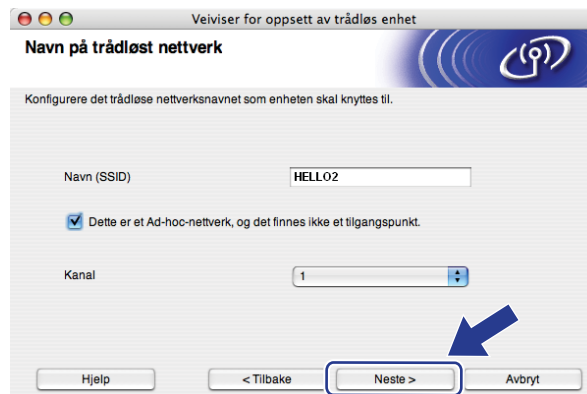 Veiviser for oppsett av trådløs enhet
Navn på trådløst nettverk
Konfigurere det trådløse nettverksnavnet som enheten skal knyttes til.
Navn (SSID) HELLO2
Dette er et Ad-hoc-nettverk, og det finnes ikke et tilgangspunkt.
Kanal 1
Hjelp < Tilbake Neste > Avbryt